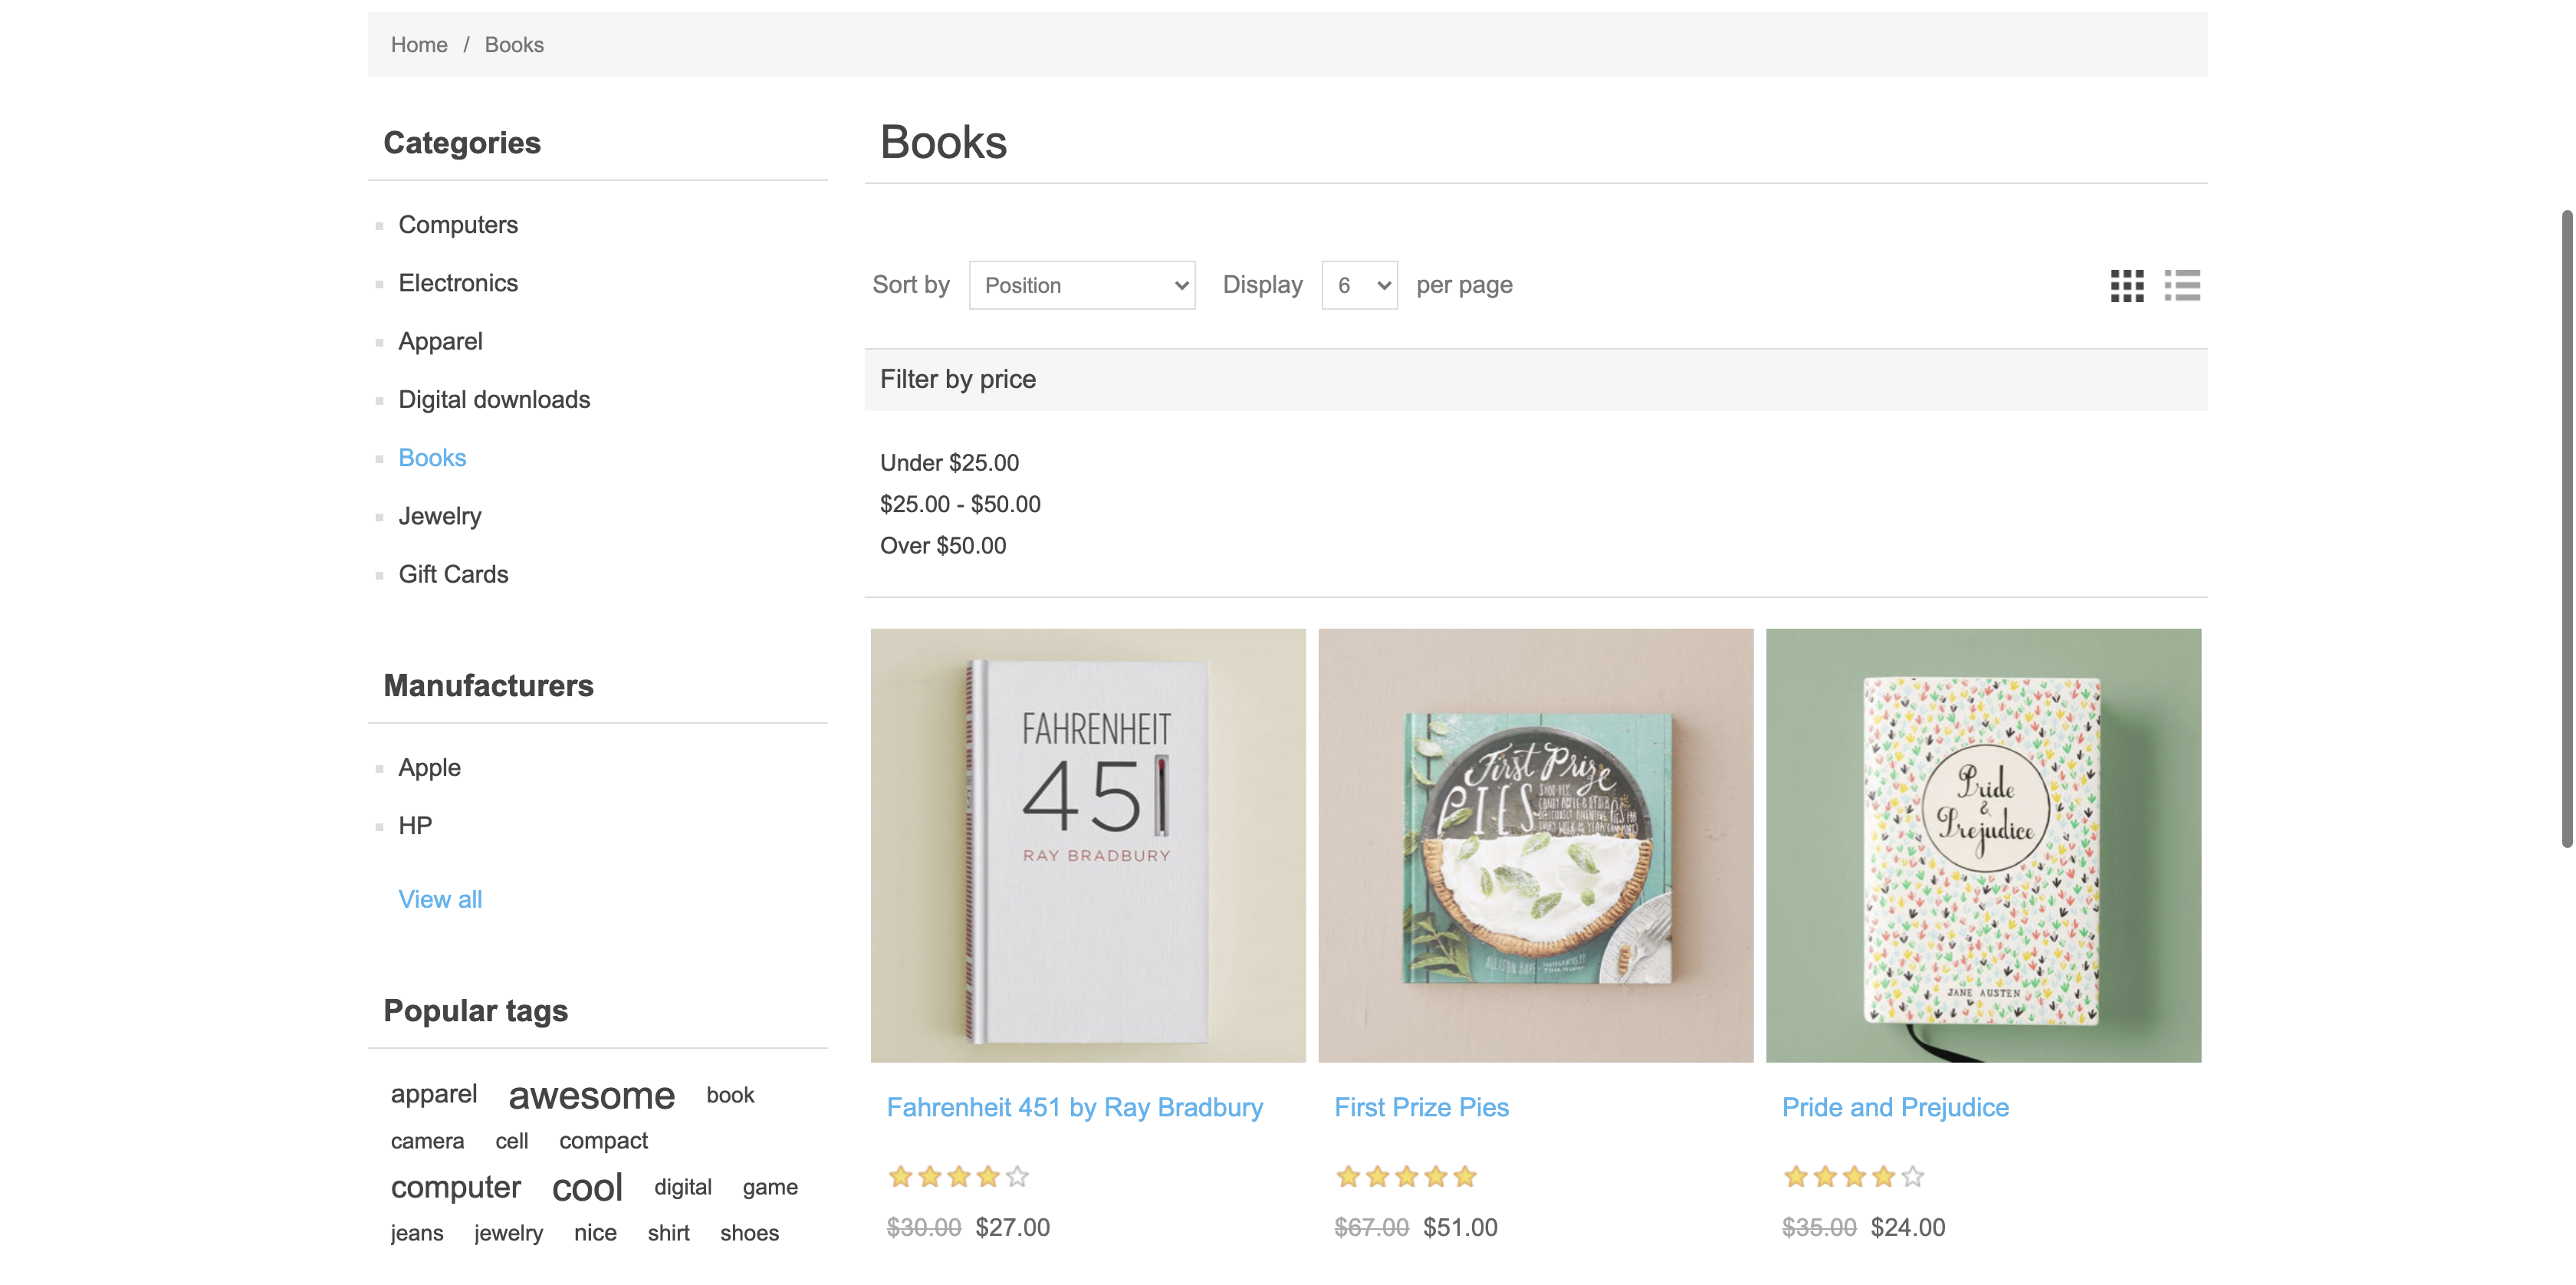 Home / Books
Categories
Computers
Electronics
Apparel
Digital downloads
Books
Jewelry
Gift Cards
Manufacturers
Apple
HP
View all
Popular tags
apparel awesome book
camera cell compact
computer cool digital game
jeans jewelry nice shirt shoes
Books
Sort by Position Display 6 per page
Filter by price
Under $25.00
$25.00 - $50.00
Over $50.00
FAHRENHEIT
451
RAY BRADBURY
First Prize
PIES
Pride
&
Prejudice
JANE AUSTEN
Fahrenheit 451 by Ray Bradbury
$30.00 $27.00
First Prize Pies
$67.00 $51.00
Pride and Prejudice
$35.00 $24.00